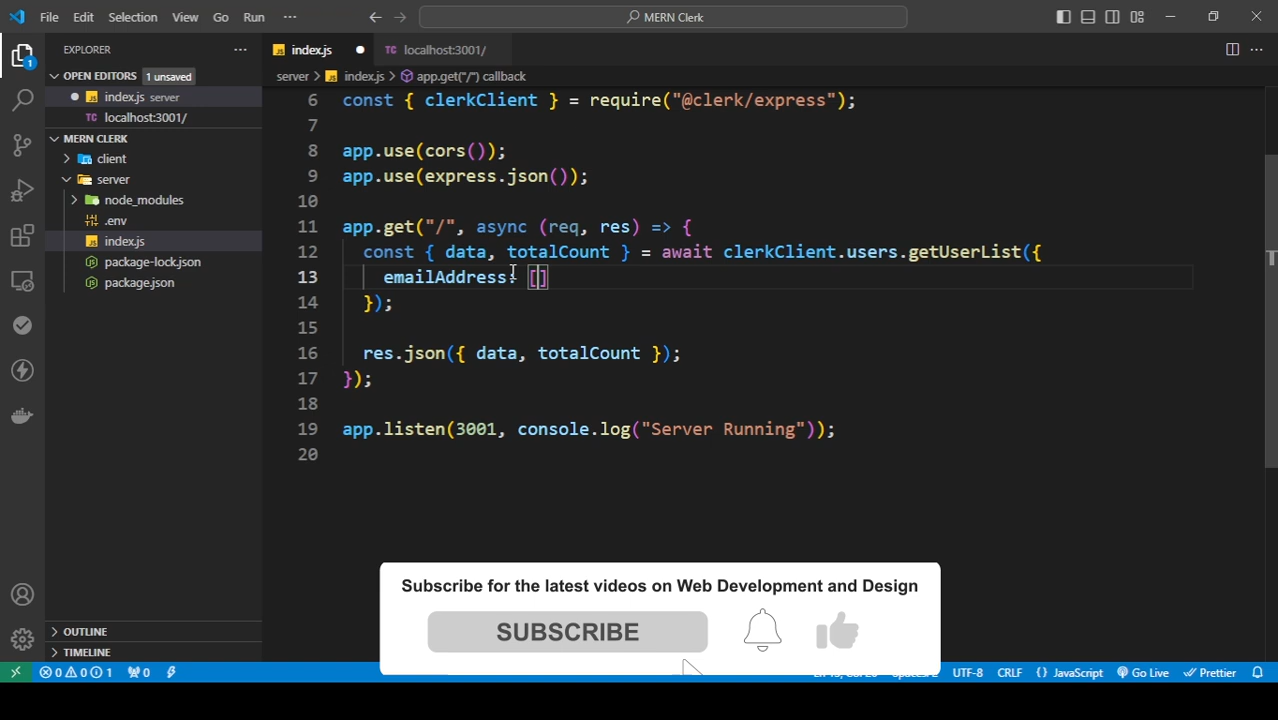 File Edit Selection View Go Run ··· MERN Clerk
EXPLORER ···
OPEN EDITORS 1 unsaved
index.js server
TC localhost:3001/
MERN CLERK
client
server
node_modules
.env
index.js
package-lock.json
package.json
OUTLINE
TIMELINE
index.js TC localhost:3001/
server > index.js > app.get("/") callback
6 const { clerkClient } = require("@clerk/express");
7
8 app.use(cors());
9 app.use(express.json());
10
11 app.get("/", async (req, res) => {
12 const { data, totalCount } = await clerkClient.users.getUserList({
13 emailAddress: []
14 });
15
16 res.json({ data, totalCount });
17 });
18
19 app.listen(3001, console.log("Server Running"));
20
Subscribe for the latest videos on Web Development and Design
SUBSCRIBE
0 0 1 0 UTF-8 CRLF {} JavaScript Go Live Prettier